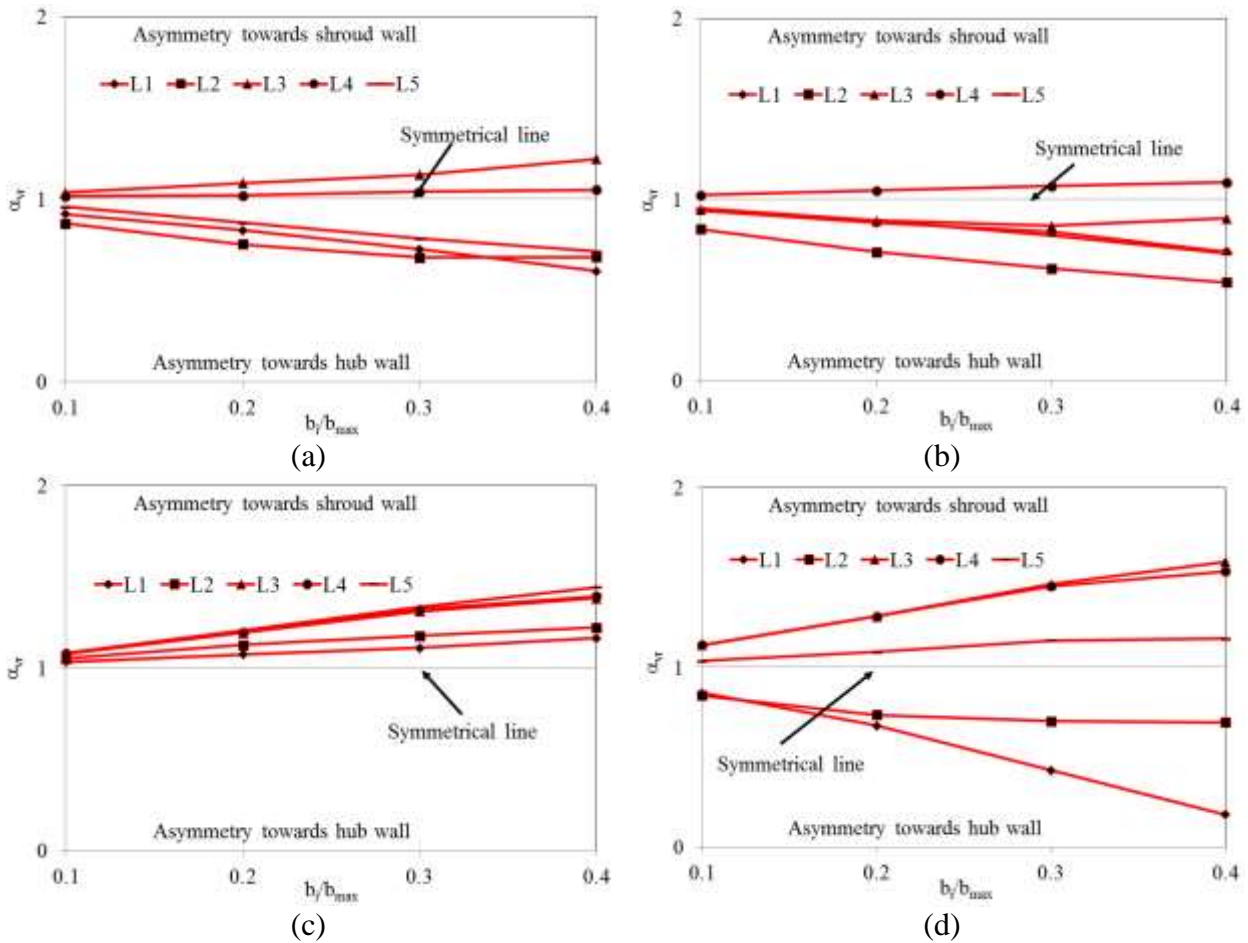 2
Asymmetry towards shroud wall
L1 L2 L3 L4 L5
Symmetrical line
1
αvr
Asymmetry towards hub wall
0
0.1 0.2 0.3 0.4
bi/bmax
(a)
2
Asymmetry towards shroud wall
L1 L2 L3 L4 L5
Symmetrical line
1
αvr
Asymmetry towards hub wall
0
0.1 0.2 0.3 0.4
bi/bmax
(b)
2
Asymmetry towards shroud wall
L1 L2 L3 L4 L5
1
αvr
Symmetrical line
Asymmetry towards hub wall
0
0.1 0.2 0.3 0.4
bi/bmax
(c)
2
Asymmetry towards shroud wall
L1 L2 L3 L4 L5
1
αvr
Symmetrical line
Asymmetry towards hub wall
0
0.1 0.2 0.3 0.4
bi/bmax
(d)